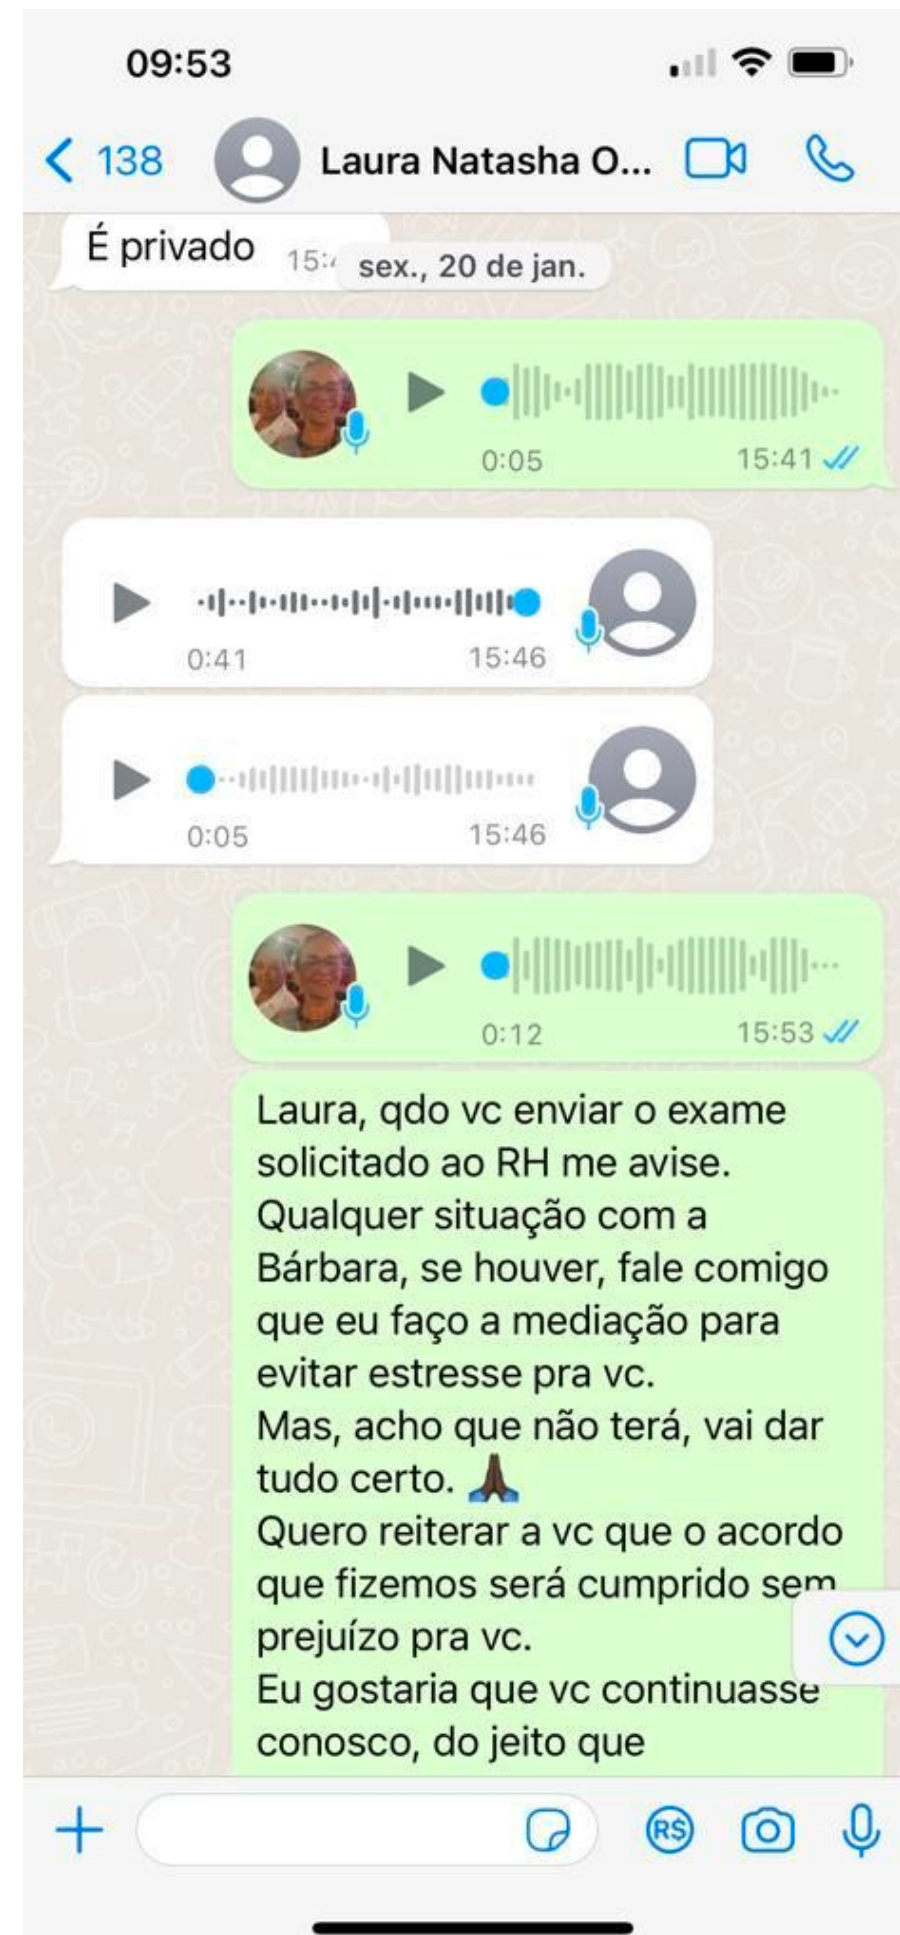 09:53
138
Laura Natasha O...
É privado
sex., 20 de jan.
0:05
15:41
0:41
15:46
0:05
15:46
0:12
15:53
Laura, qdo vc enviar o exame
solicitado ao RH me avise.
Qualquer situação com a
Bárbara, se houver, fale comigo
que eu faço a mediação para
evitar estresse pra vc.
Mas, acho que não terá, vai dar
tudo certo. 🙏🏿
Quero reiterar a vc que o acordo
que fizemos será cumprido sem
prejuízo pra vc.
Eu gostaria que vc continuasse
conosco, do jeito que
R$